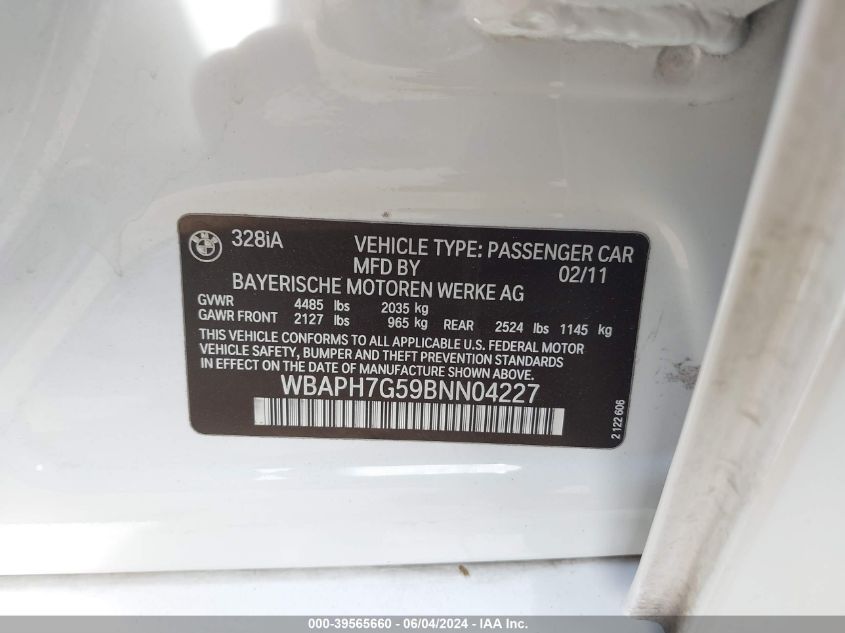 328iA VEHICLE TYPE: PASSENGER CAR
MFD BY 02/11
BAYERISCHE MOTOREN WERKE AG
GVWR 4485 lbs 2035 kg
GAWR FRONT 2127 lbs 965 kg REAR 2524 lbs 1145 kg
THIS VEHICLE CONFORMS TO ALL APPLICABLE U.S. FEDERAL MOTOR
VEHICLE SAFETY, BUMPER AND THEFT PREVENTION STANDARDS
IN EFFECT ON THE DATE OF MANUFACTURE SHOWN ABOVE.
WBAPH7G59BNN04227
2 122 606
000-39565660 - 06/04/2024 - IAA Inc.